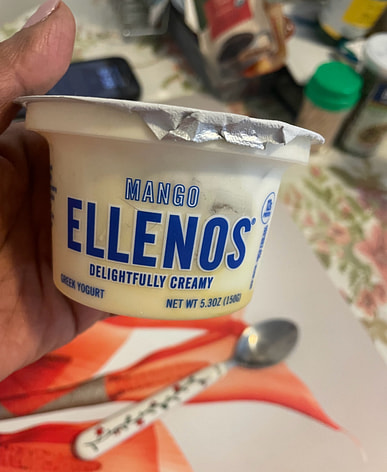 MANGO
ELLENOS®
DELIGHTFULLY CREAMY
GREEK YOGURT
NET WT 5.3OZ (150G)